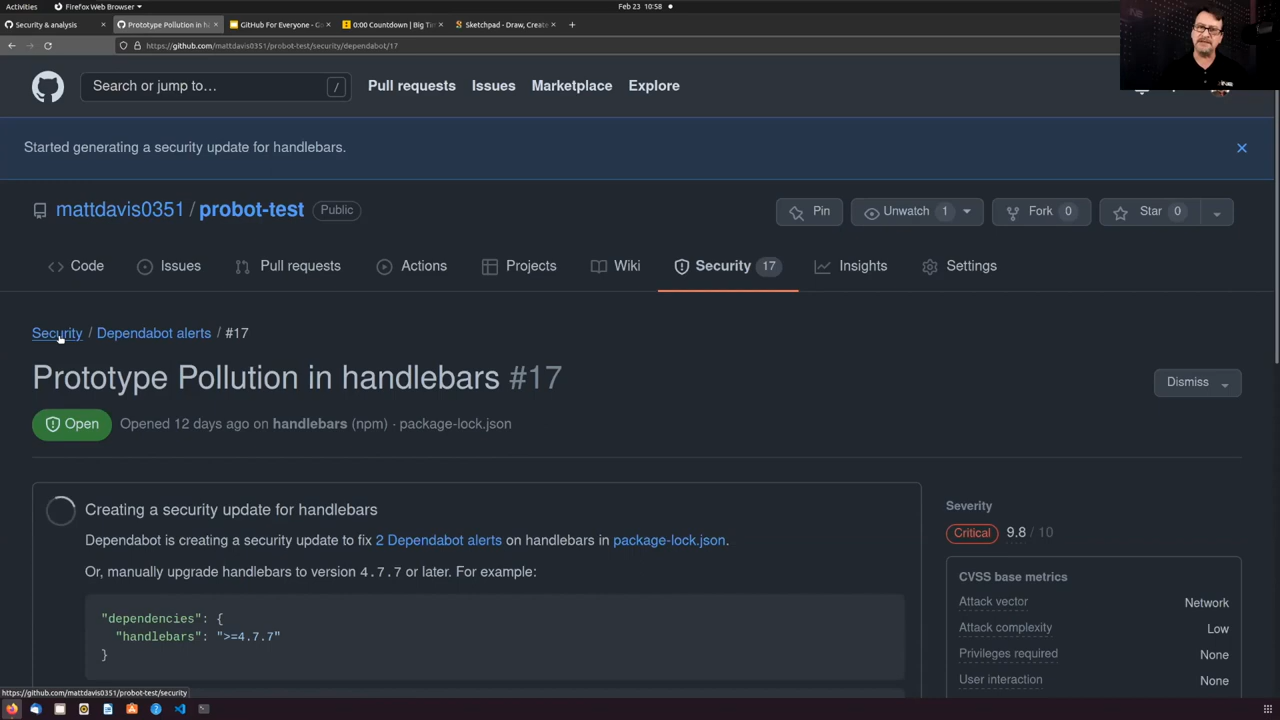 Activities
FireFox Web Browser
Feb 23 10:58
Security & analysis
Prototype Pollution in h
GitHub For Everyone - G
0:00 Countdown | Big Ti
Sketchpad - Draw, Create
https://github.com/mattdavis0351/probot-test/security/dependabot/17
Search or jump to…
/
Pull requests
Issues
Marketplace
Explore
Started generating a security update for handlebars.
mattdavis0351 / probot-test
Public
Pin
Unwatch 1
Fork 0
Star 0
Code
Issues
Pull requests
Actions
Projects
Wiki
Security 17
Insights
Settings
Security / Dependabot alerts / #17
Prototype Pollution in handlebars #17
Dismiss
Open
Opened 12 days ago on handlebars (npm) · package-lock.json
Creating a security update for handlebars
Dependabot is creating a security update to fix 2 Dependabot alerts on handlebars in package-lock.json.
Or, manually upgrade handlebars to version 4.7.7 or later. For example:
"dependencies": {
"handlebars": ">=4.7.7"
}
Severity
Critical 9.8 / 10
CVSS base metrics
Attack vector Network
Attack complexity Low
Privileges required None
User interaction None
https://github.com/mattdavis0351/probot-test/security